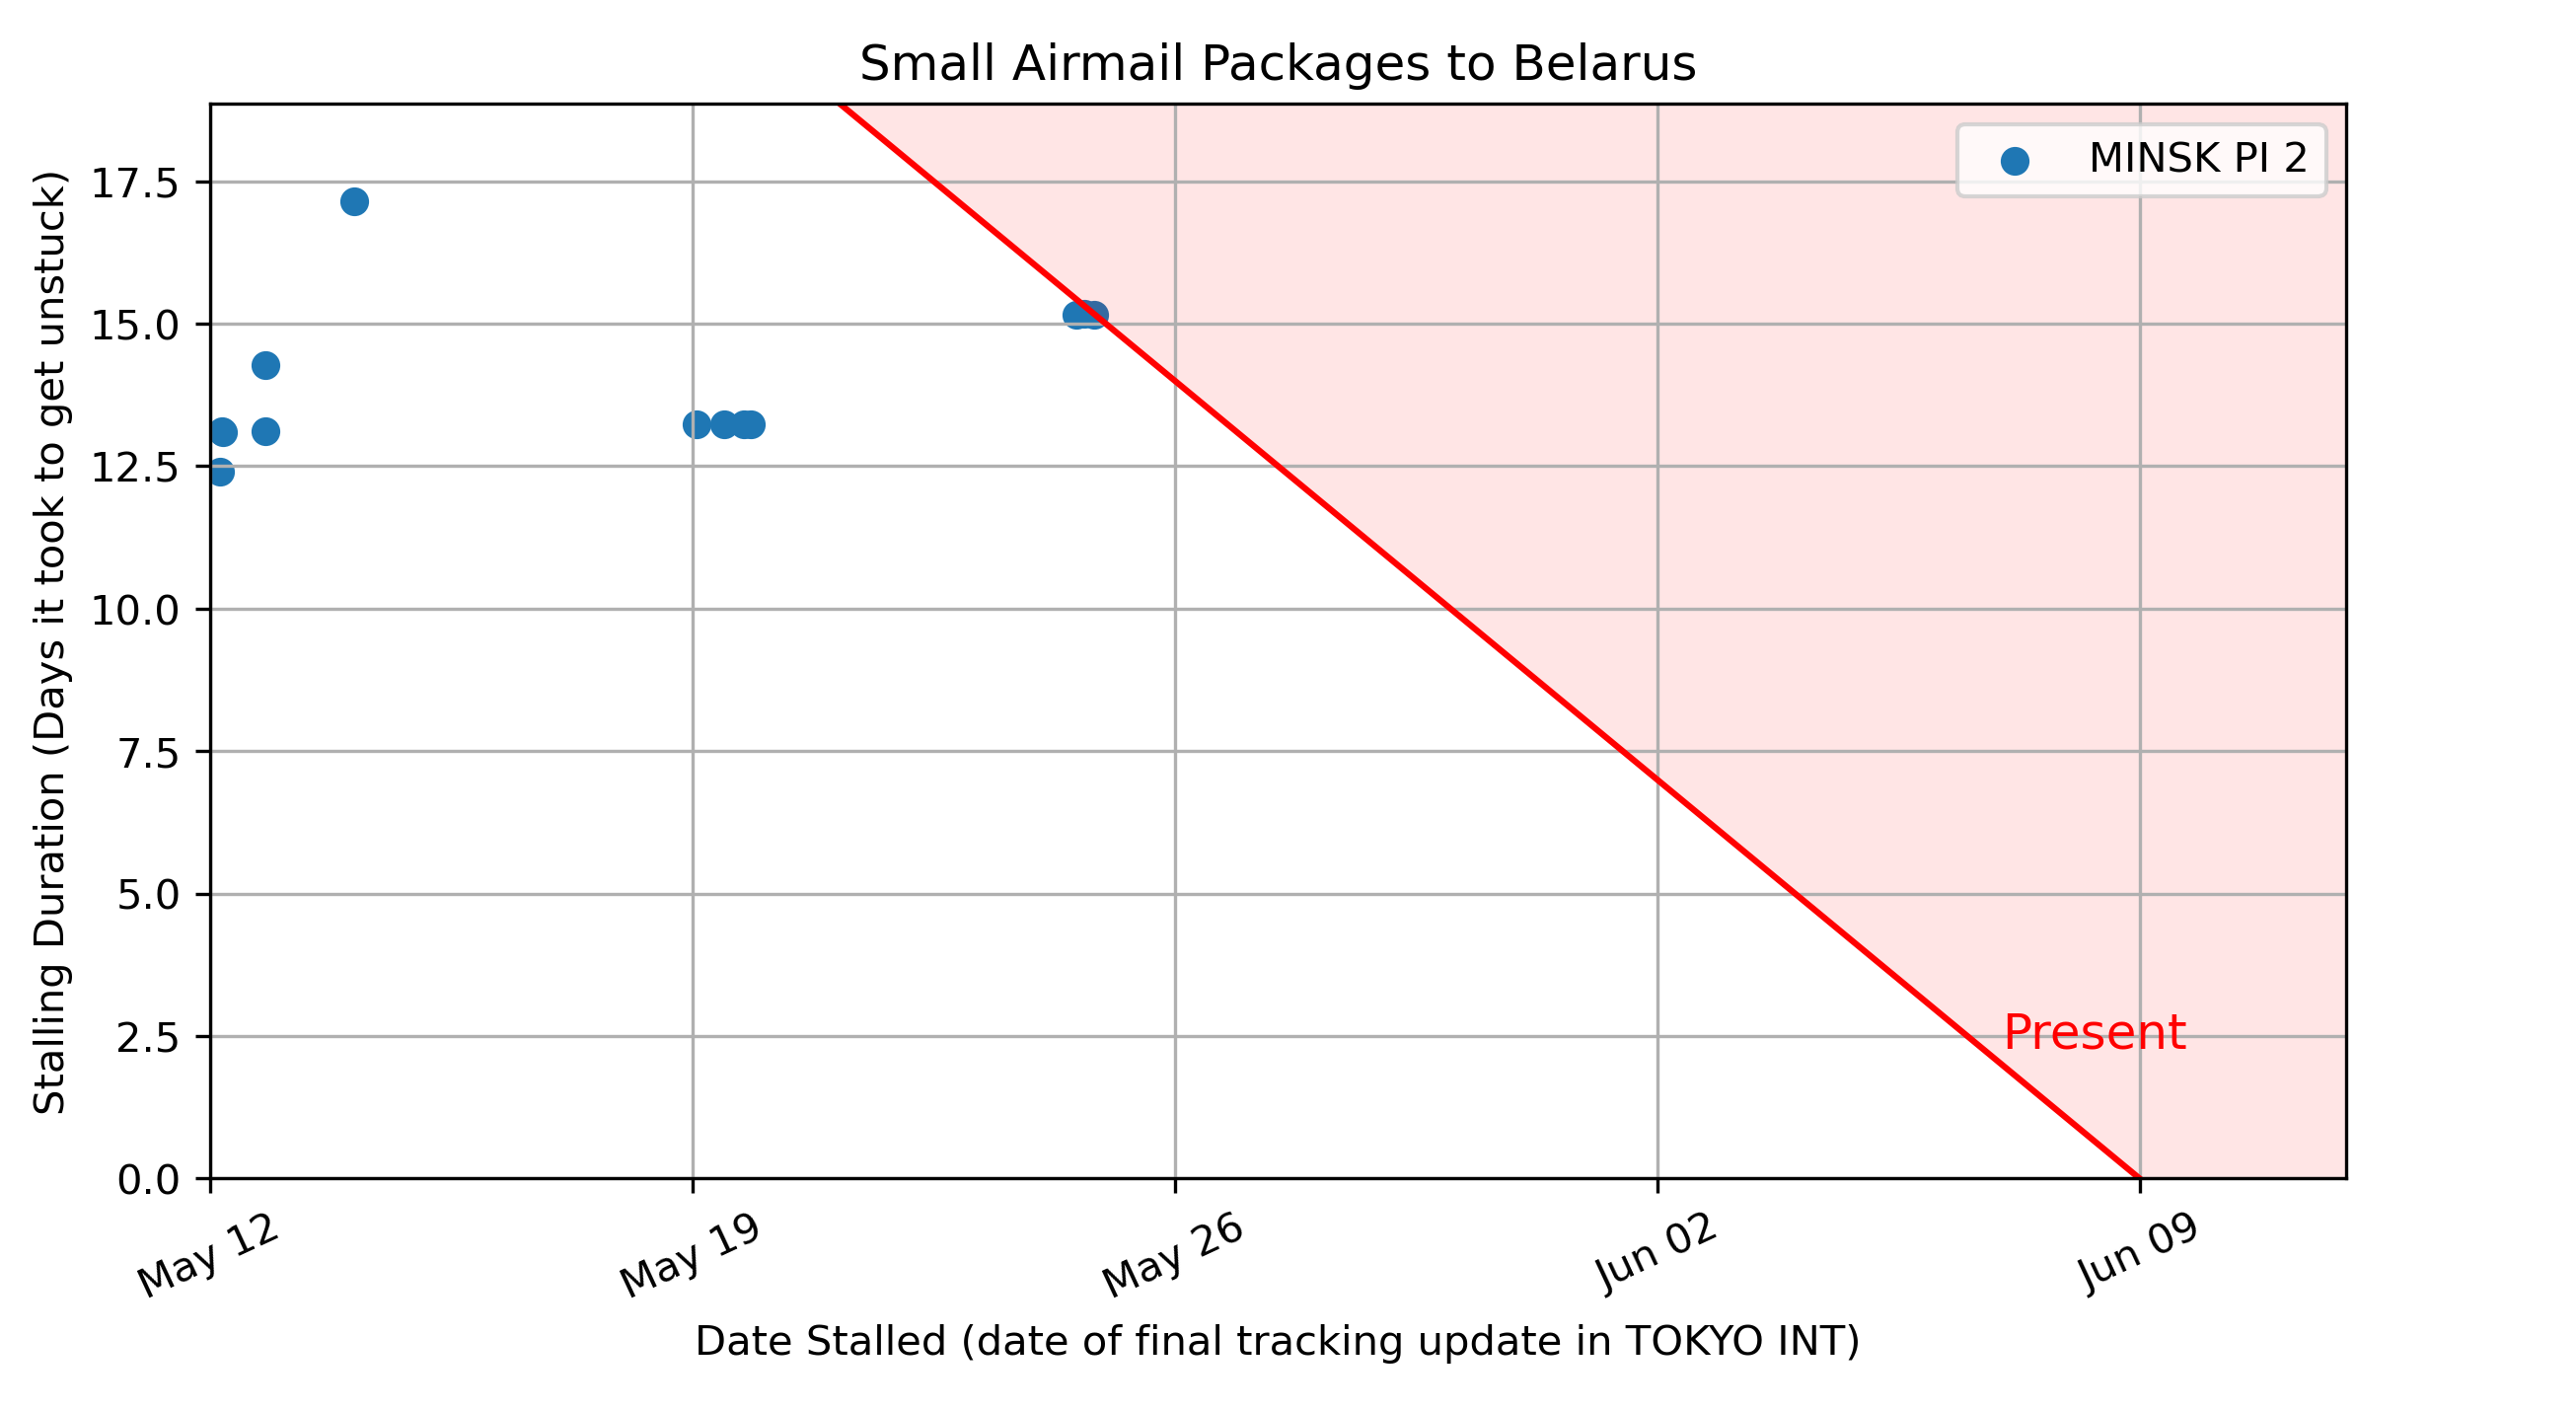 Small Airmail Packages to Belarus
MINSK PI 2
Stalling Duration (Days it took to get unstuck)
17.5
15.0
12.5
10.0
7.5
5.0
2.5
0.0
Present
May 12
May 19
May 26
Jun 02
Jun 09
Date Stalled (date of final tracking update in TOKYO INT)